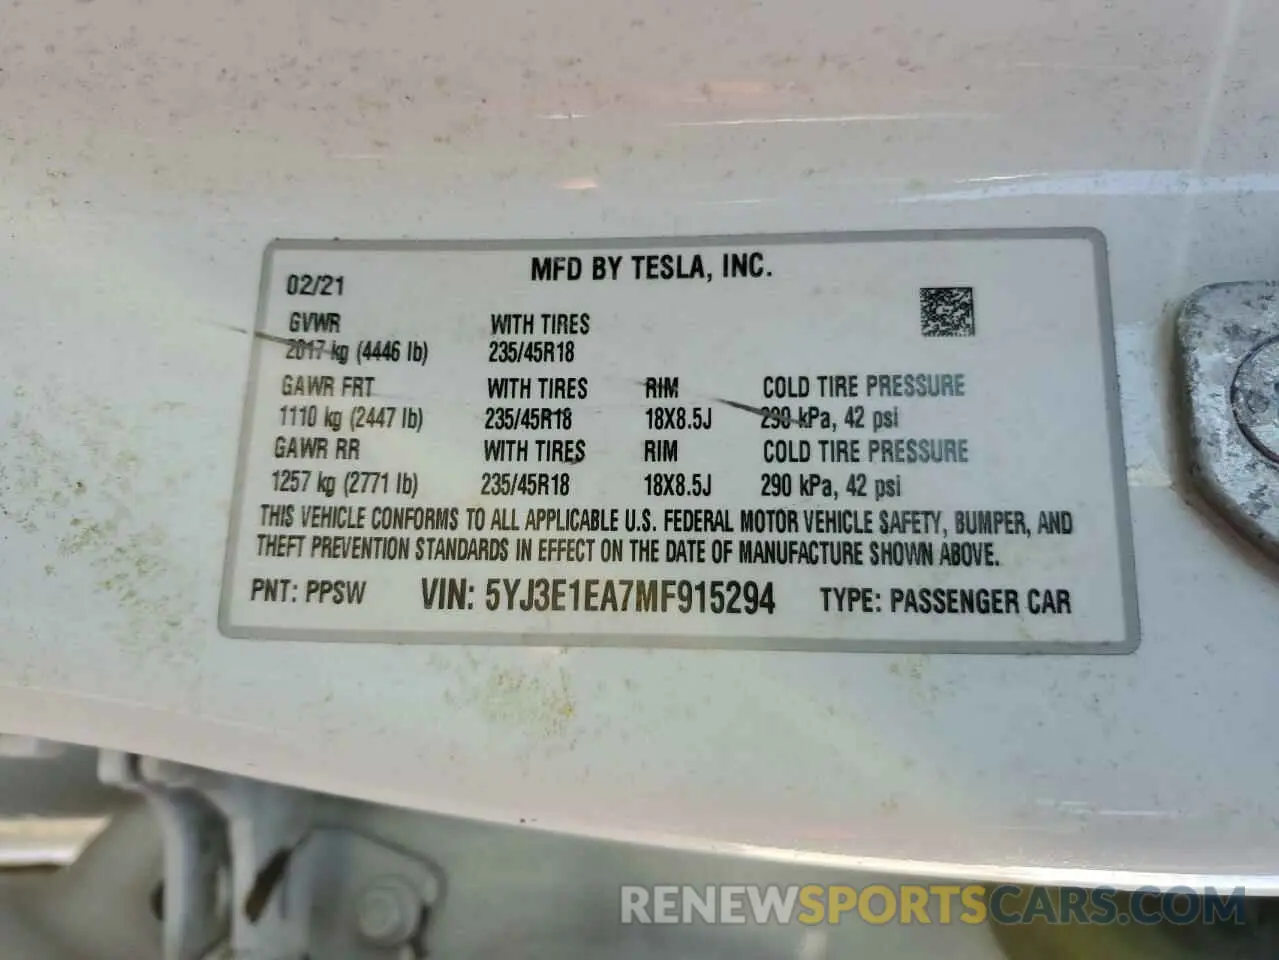 MFD BY TESLA, INC.
02/21
GVWR WITH TIRES
2017 kg (4446 lb) 235/45R18
GAWR FRT WITH TIRES RIM COLD TIRE PRESSURE
1110 kg (2447 lb) 235/45R18 18X8.5J 290 kPa, 42 psi
GAWR RR WITH TIRES RIM COLD TIRE PRESSURE
1257 kg (2771 lb) 235/45R18 18X8.5J 290 kPa, 42 psi
THIS VEHICLE CONFORMS TO ALL APPLICABLE U.S. FEDERAL MOTOR VEHICLE SAFETY, BUMPER, AND
THEFT PREVENTION STANDARDS IN EFFECT ON THE DATE OF MANUFACTURE SHOWN ABOVE.
PNT: PPSW VIN: 5YJ3E1EA7MF915294 TYPE: PASSENGER CAR
RENEWSPORTSCARS.COM